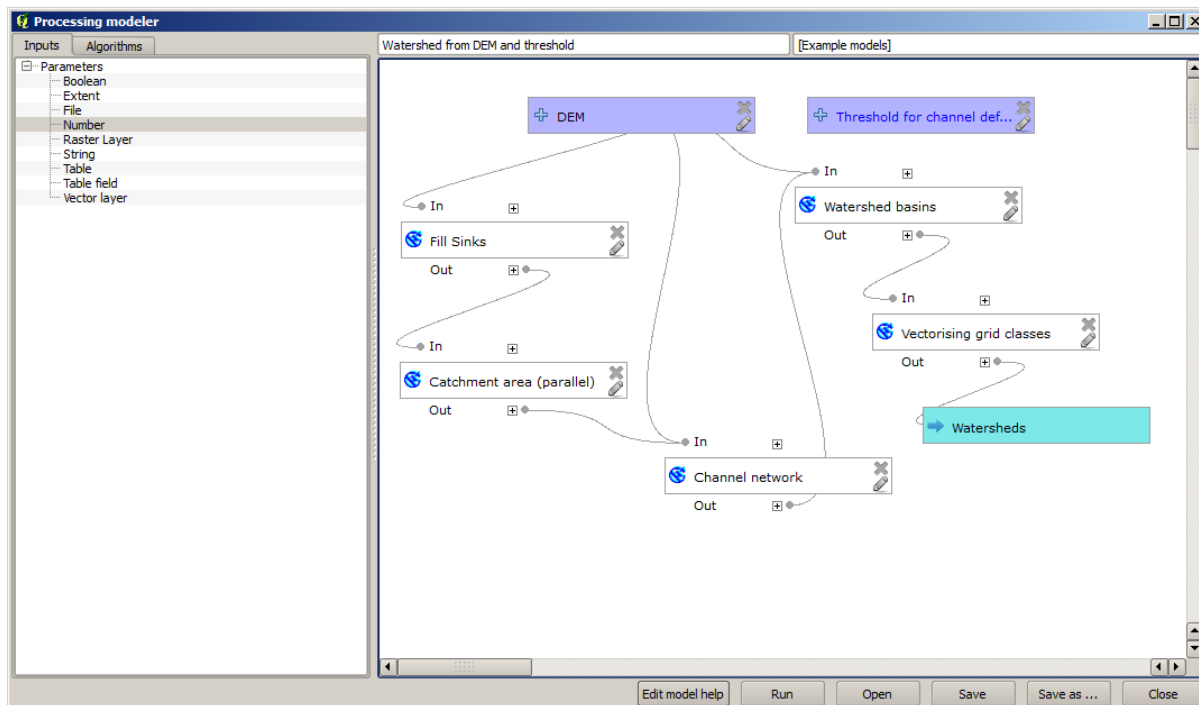 Processing modeler
Inputs
Algorithms
Watershed from DEM and threshold
[Example models]
Parameters
Boolean
Extent
File
Number
Raster Layer
String
Table
Table field
Vector layer
DEM
Threshold for channel def...
In
Watershed basins
Out
In
Fill Sinks
Out
In
Vectorising grid classes
Out
In
Catchment area (parallel)
Out
Watersheds
In
Channel network
Out
Edit model help
Run
Open
Save
Save as ...
Close